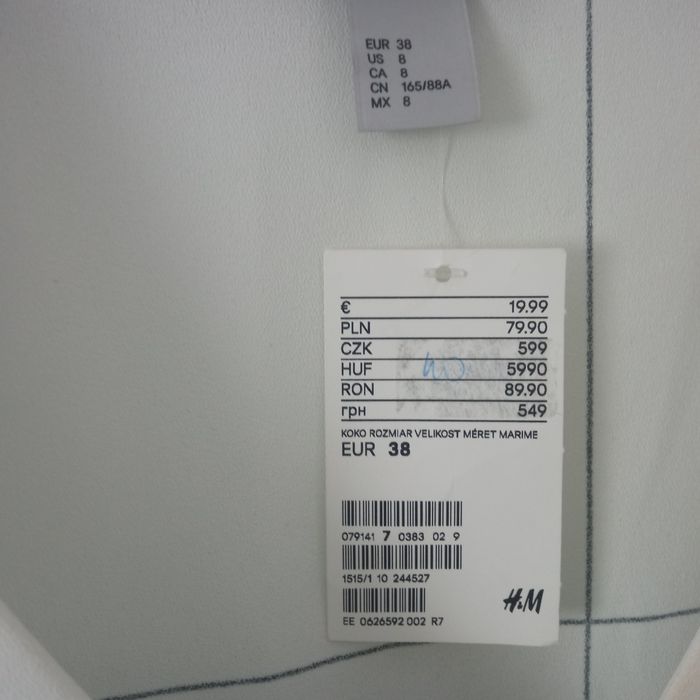 EUR 38
US 8
CA 8
CN 165/88A
MX 8
€ 19.99
PLN 79.90
CZK 599
HUF 5990
RON 89.90
грн 549
KOKO ROZMIAR VELIKOST MÉRET MARIME
EUR 38
079141 7 0383 02 9
1515/1 10 244527
EE 0626592 002 R7
H&M